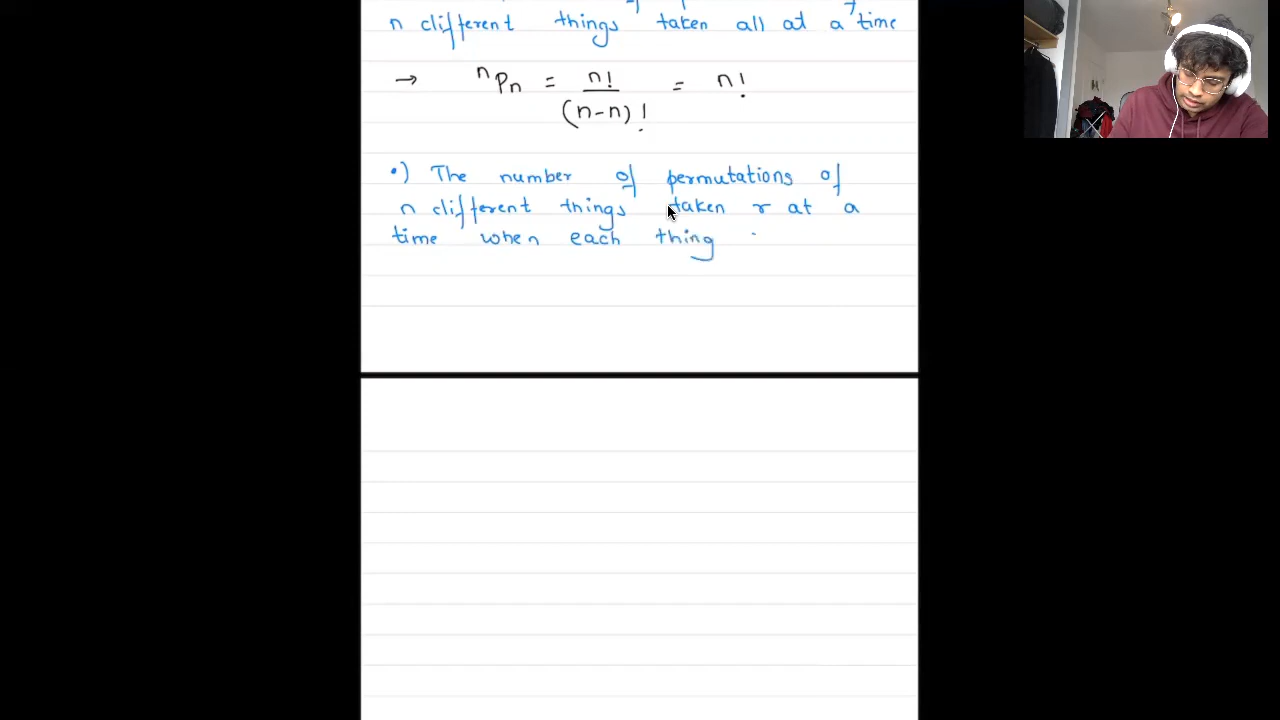 n different things taken all at a time
→ ⁿPₙ = n! / (n-n)! = n!
•) The number of permutations of
n different things taken r at a
time when each thing